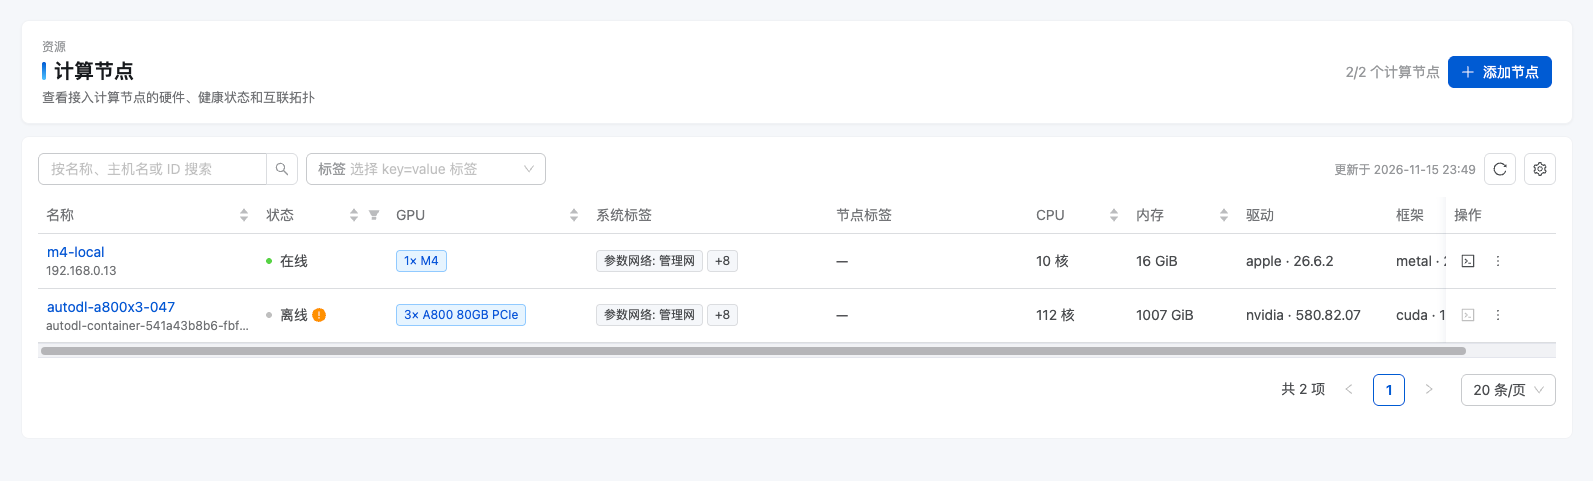 资源
计算节点
查看接入计算节点的硬件、健康状态和互联拓扑
2/2 个计算节点
添加节点
按名称、主机名或 ID 搜索
标签 选择 key=value 标签
更新于 2026-11-15 23:49
名称 状态 GPU 系统标签 节点标签 CPU 内存 驱动 框架 操作
m4-local
192.168.0.13
在线 1× M4 参数网络: 管理网 +8 — 10 核 16 GiB apple · 26.6.2 metal ·
autodl-a800x3-047
autodl-container-541a43b8b6-fbf...
离线 3× A800 80GB PCIe 参数网络: 管理网 +8 — 112 核 1007 GiB nvidia · 580.82.07 cuda · 1
共 2 项 < 1 > 20 条/页